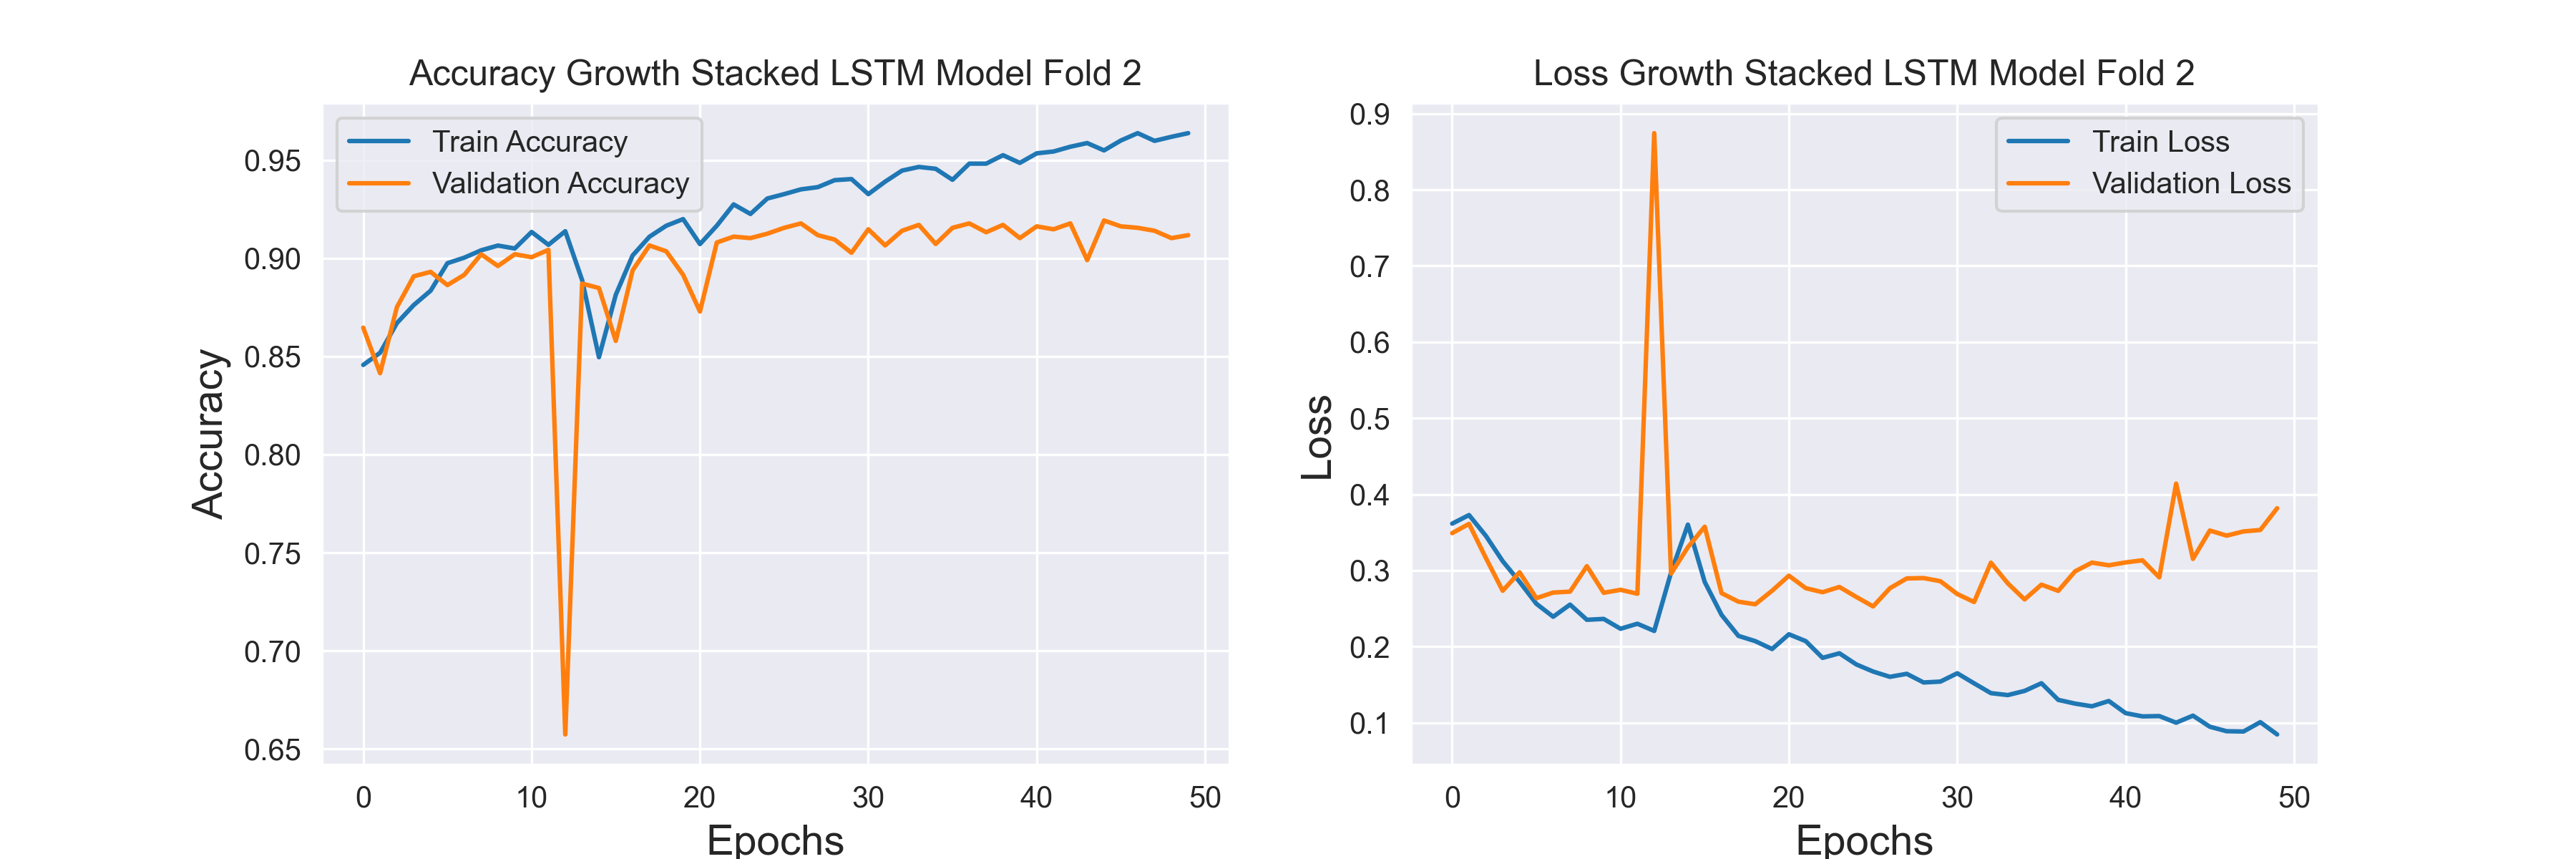 Accuracy Growth Stacked LSTM Model Fold 2
Train Accuracy
Validation Accuracy
0.95
0.90
0.85
0.80
0.75
0.70
0.65
Accuracy
0
10
20
30
40
50
Epochs
Loss Growth Stacked LSTM Model Fold 2
Train Loss
Validation Loss
0.9
0.8
0.7
0.6
0.5
0.4
0.3
0.2
0.1
Loss
0
10
20
30
40
50
Epochs